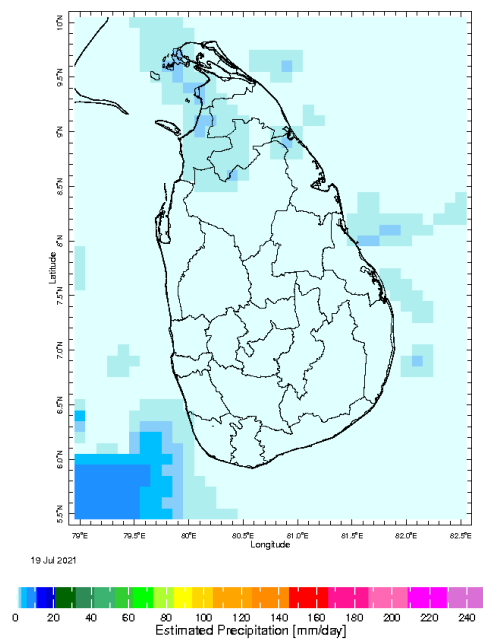 10°N
9.5°N
9°N
8.5°N
8°N
7.5°N
7.0°N
6.5°N
6.0°N
5.5°N
Latitude
79°E 79.5°E 80°E 80.5°E 81°E 81.5°E 82.0°E 82.5°E
Longitude
19 Jul 2021
0 20 40 60 80 100 120 140 160 180 200 220 240
Estimated Precipitation [mm/day]